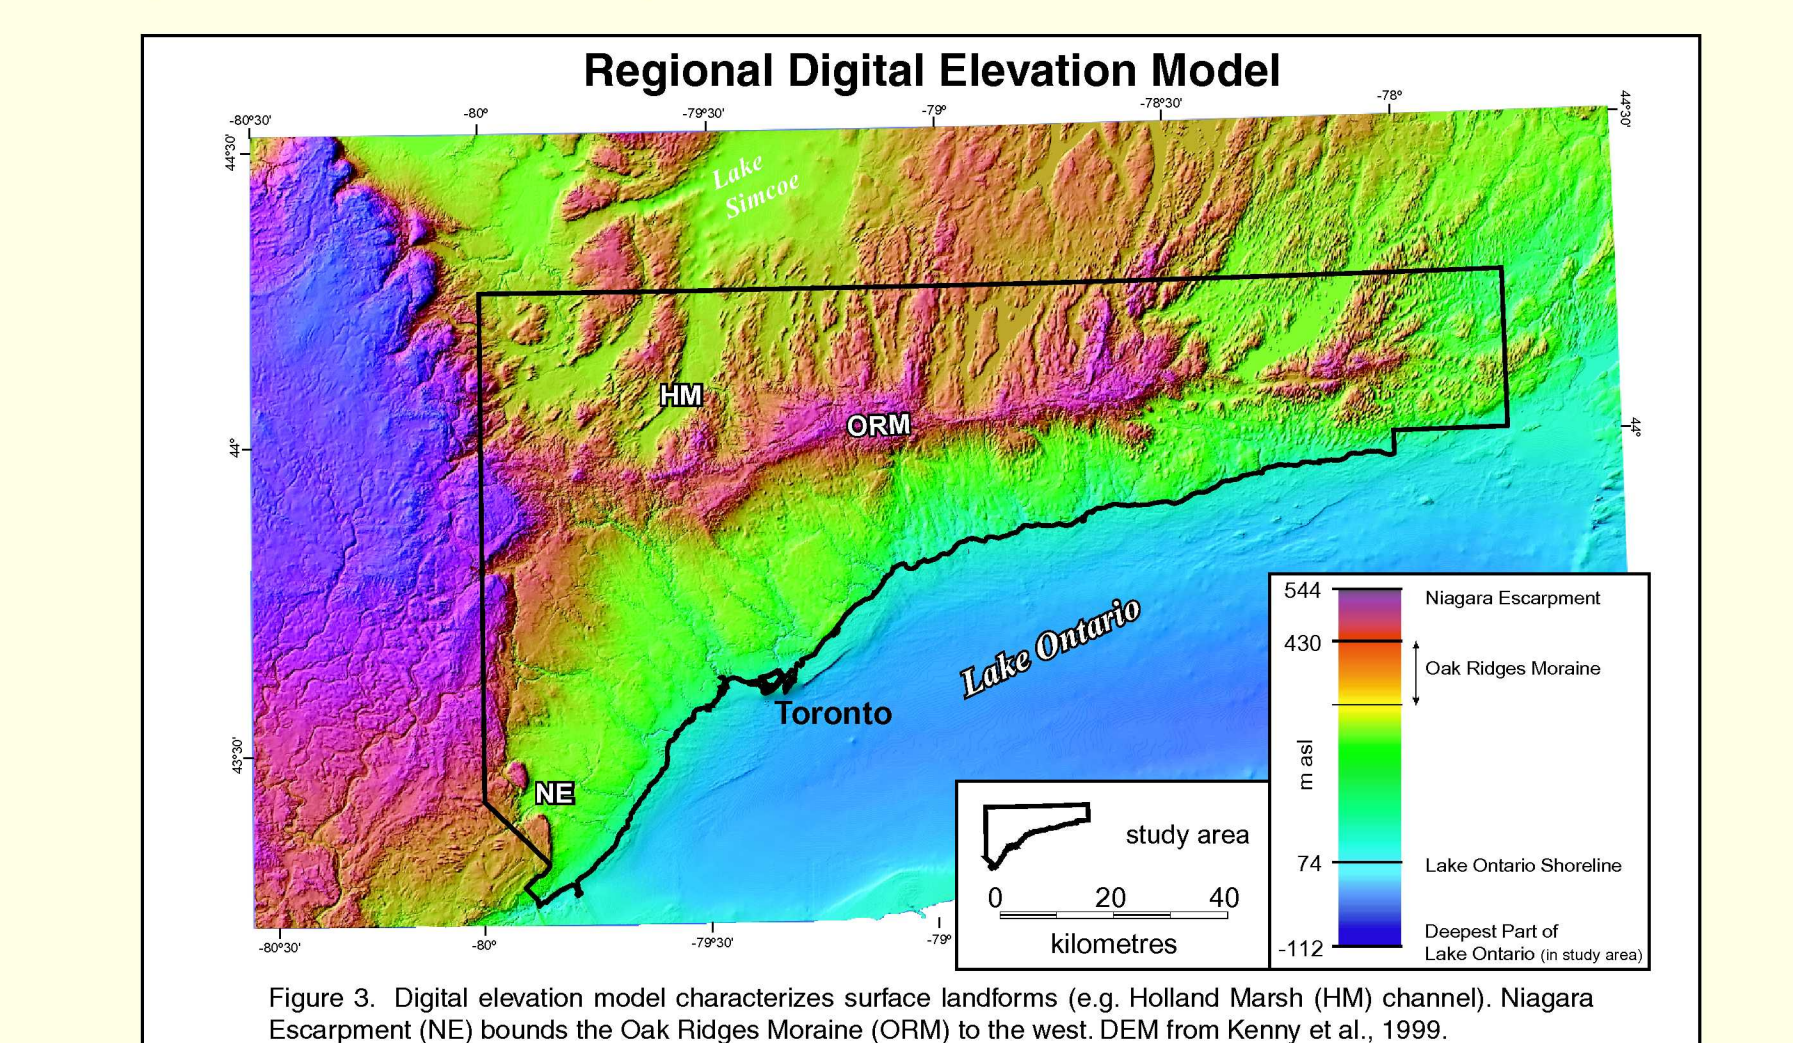 Regional Digital Elevation Model
-80°30'
-80°
-79°30'
-79°
-78°30'
-78°
44°30'
44°30'
Lake
Simcoe
HM
ORM
44°
44°
Lake Ontario
Toronto
43°30'
NE
-80°30'
-80°
-79°30'
-79°
study area
0 20 40
kilometres
544 Niagara Escarpment
430
Oak Ridges Moraine
m asl
74 Lake Ontario Shoreline
Deepest Part of
-112 Lake Ontario (in study area)
Figure 3. Digital elevation model characterizes surface landforms (e.g. Holland Marsh (HM) channel). Niagara
Escarpment (NE) bounds the Oak Ridges Moraine (ORM) to the west. DEM from Kenny et al., 1999.